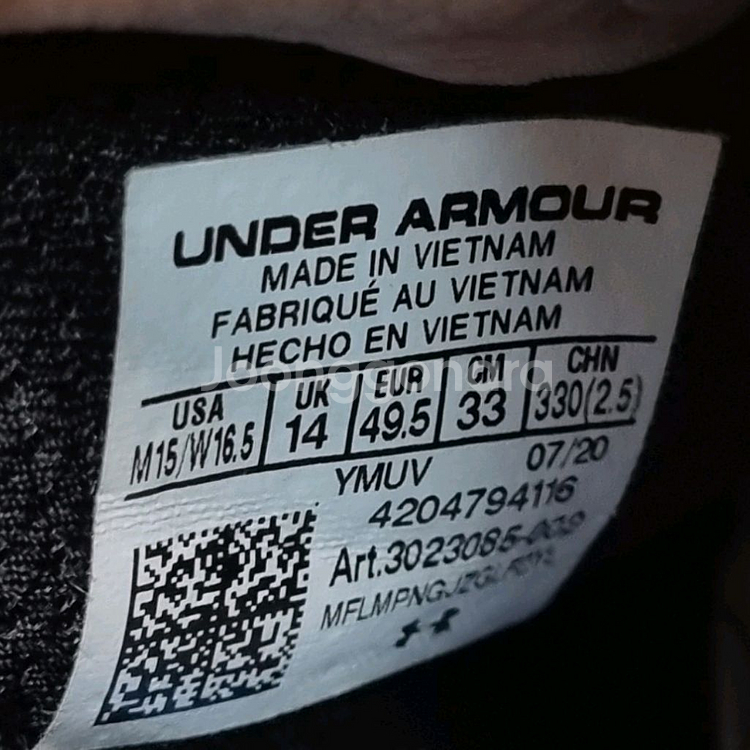 UNDER ARMOUR
MADE IN VIETNAM
FABRIQUÉ AU VIETNAM
HECHO EN VIETNAM
Joonggonara
USA UK EUR CM CHN
M15/W16.5 14 49.5 33 330(2.5)
YMUV 07/20
4204794116